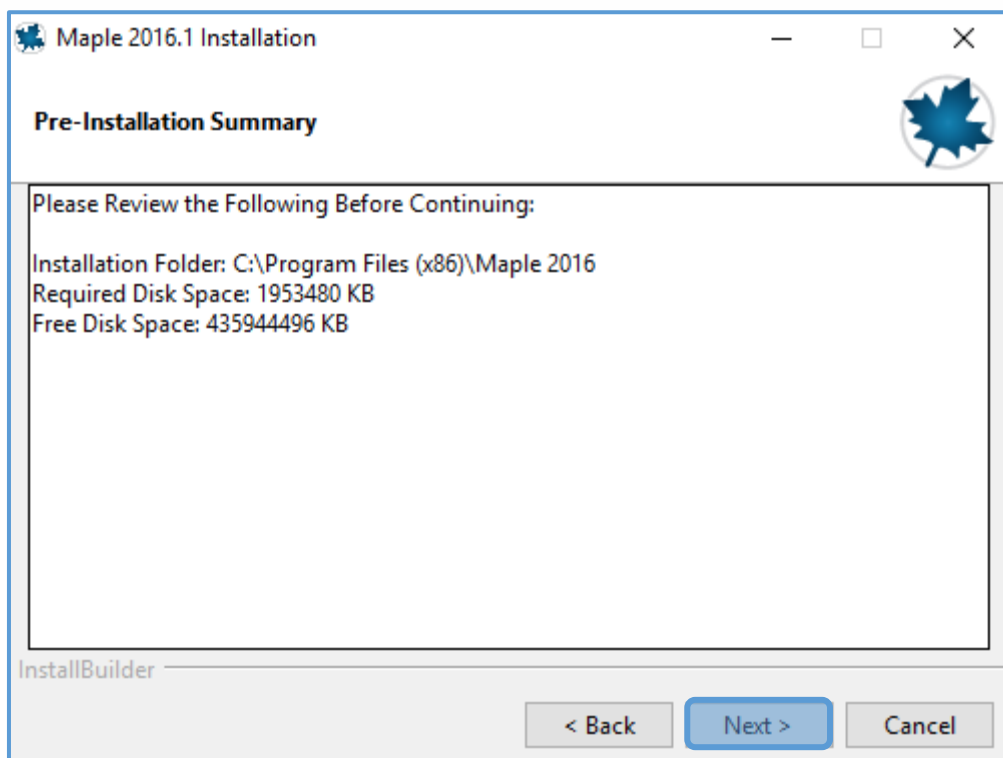 Maple 2016.1 Installation
Pre-Installation Summary
Please Review the Following Before Continuing:
Installation Folder: C:\Program Files (x86)\Maple 2016
Required Disk Space: 1953480 KB
Free Disk Space: 435944496 KB
InstallBuilder
< Back Next > Cancel